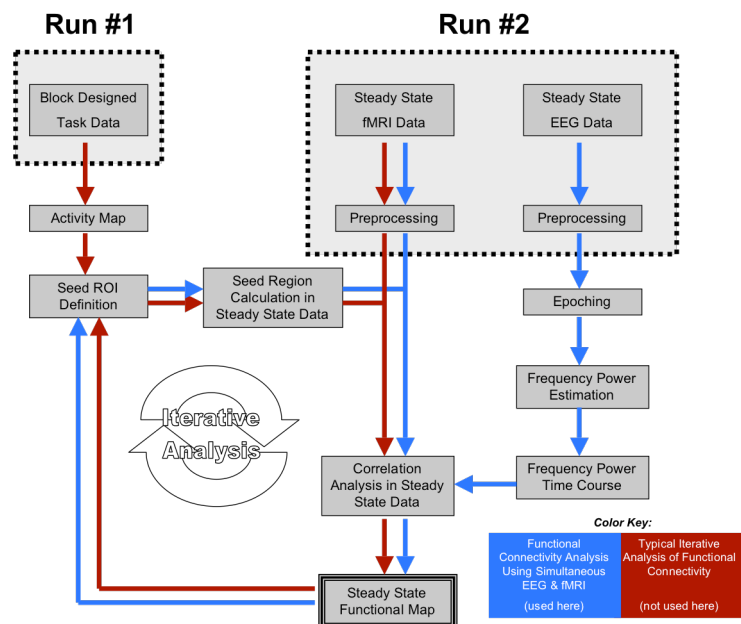 Run #1
Run #2
Block Designed
Task Data
Steady State
fMRI Data
Steady State
EEG Data
Activity Map
Preprocessing
Preprocessing
Seed ROI
Definition
Seed Region
Calculation in
Steady State Data
Epoching
Frequency Power
Estimation
Iterative
Analysis
Correlation
Analysis in Steady
State Data
Frequency Power
Time Course
Steady State
Functional Map
Color Key:
Functional
Connectivity Analysis
Using Simultaneous
EEG & fMRI
(used here)
Typical Iterative
Analysis of Functional
Connectivity
(not used here)